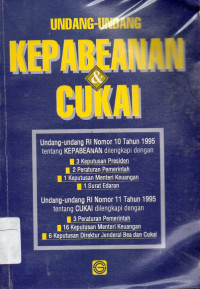 UNDANG-UNDANG
KEPABEANAN
&
CUKAI
Undang-undang RI Nomor 10 Tahun 1995
tentang KEPABEANAN dilengkapi dengan
3 Keputusan Presiden
2 Peraturan Pemerintah
1 Keputusan Menteri Keuangan
1 Surat Edaran
Undang-undang RI Nomor 11 Tahun 1995
tentang CUKAI dilengkapi dengan
3 Peraturan Pemerintah
16 Keputusan Menteri Keuangan
6 Keputusan Direktur Jenderal Bea dan Cukai